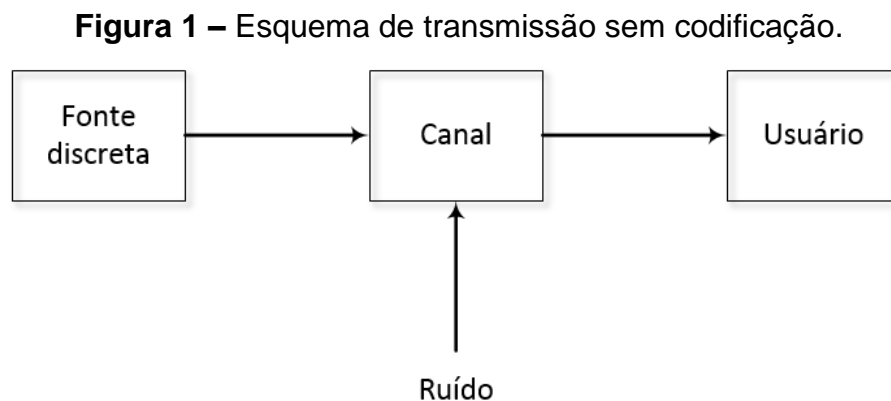 Figura 1 – Esquema de transmissão sem codificação.
Fonte
discreta
Canal
Usuário
Ruído